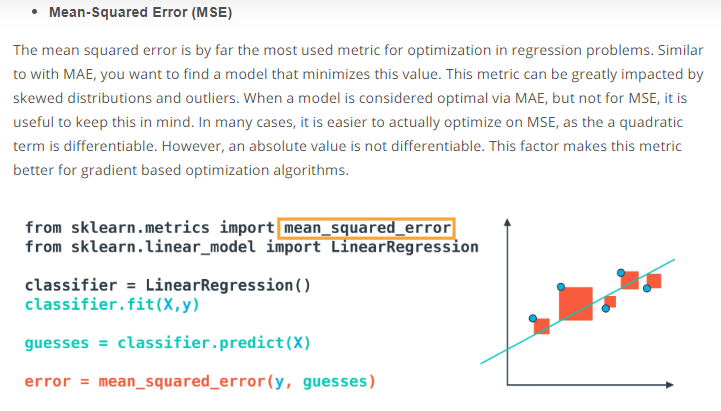 • Mean-Squared Error (MSE)
The mean squared error is by far the most used metric for optimization in regression problems. Similar
to with MAE, you want to find a model that minimizes this value. This metric can be greatly impacted by
skewed distributions and outliers. When a model is considered optimal via MAE, but not for MSE, it is
useful to keep this in mind. In many cases, it is easier to actually optimize on MSE, as the a quadratic
term is differentiable. However, an absolute value is not differentiable. This factor makes this metric
better for gradient based optimization algorithms.
from sklearn.metrics import mean_squared_error
from sklearn.linear_model import LinearRegression
classifier = LinearRegression()
classifier.fit(X,y)
guesses = classifier.predict(X)
error = mean_squared_error(y, guesses)